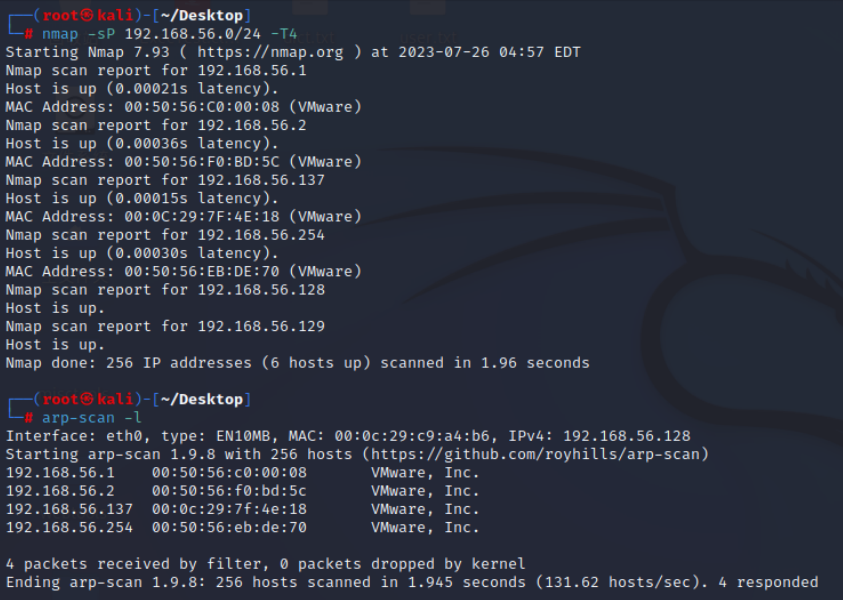 ┌──(root㉿kali)-[~/Desktop]
└─# nmap -sP 192.168.56.0/24 -T4
Starting Nmap 7.93 ( https://nmap.org ) at 2023-07-26 04:57 EDT
Nmap scan report for 192.168.56.1
Host is up (0.00021s latency).
MAC Address: 00:50:56:C0:00:08 (VMware)
Nmap scan report for 192.168.56.2
Host is up (0.00036s latency).
MAC Address: 00:50:56:F0:BD:5C (VMware)
Nmap scan report for 192.168.56.137
Host is up (0.00015s latency).
MAC Address: 00:0C:29:7F:4E:18 (VMware)
Nmap scan report for 192.168.56.254
Host is up (0.00030s latency).
MAC Address: 00:50:56:EB:DE:70 (VMware)
Nmap scan report for 192.168.56.128
Host is up.
Nmap scan report for 192.168.56.129
Host is up.
Nmap done: 256 IP addresses (6 hosts up) scanned in 1.96 seconds
┌──(root㉿kali)-[~/Desktop]
└─# arp-scan -l
Interface: eth0, type: EN10MB, MAC: 00:0c:29:c9:a4:b6, IPv4: 192.168.56.128
Starting arp-scan 1.9.8 with 256 hosts (https://github.com/royhills/arp-scan)
192.168.56.1    00:50:56:c0:00:08       VMware, Inc.
192.168.56.2    00:50:56:f0:bd:5c       VMware, Inc.
192.168.56.137  00:0c:29:7f:4e:18       VMware, Inc.
192.168.56.254  00:50:56:eb:de:70       VMware, Inc.
4 packets received by filter, 0 packets dropped by kernel
Ending arp-scan 1.9.8: 256 hosts scanned in 1.945 seconds (131.62 hosts/sec). 4 responded